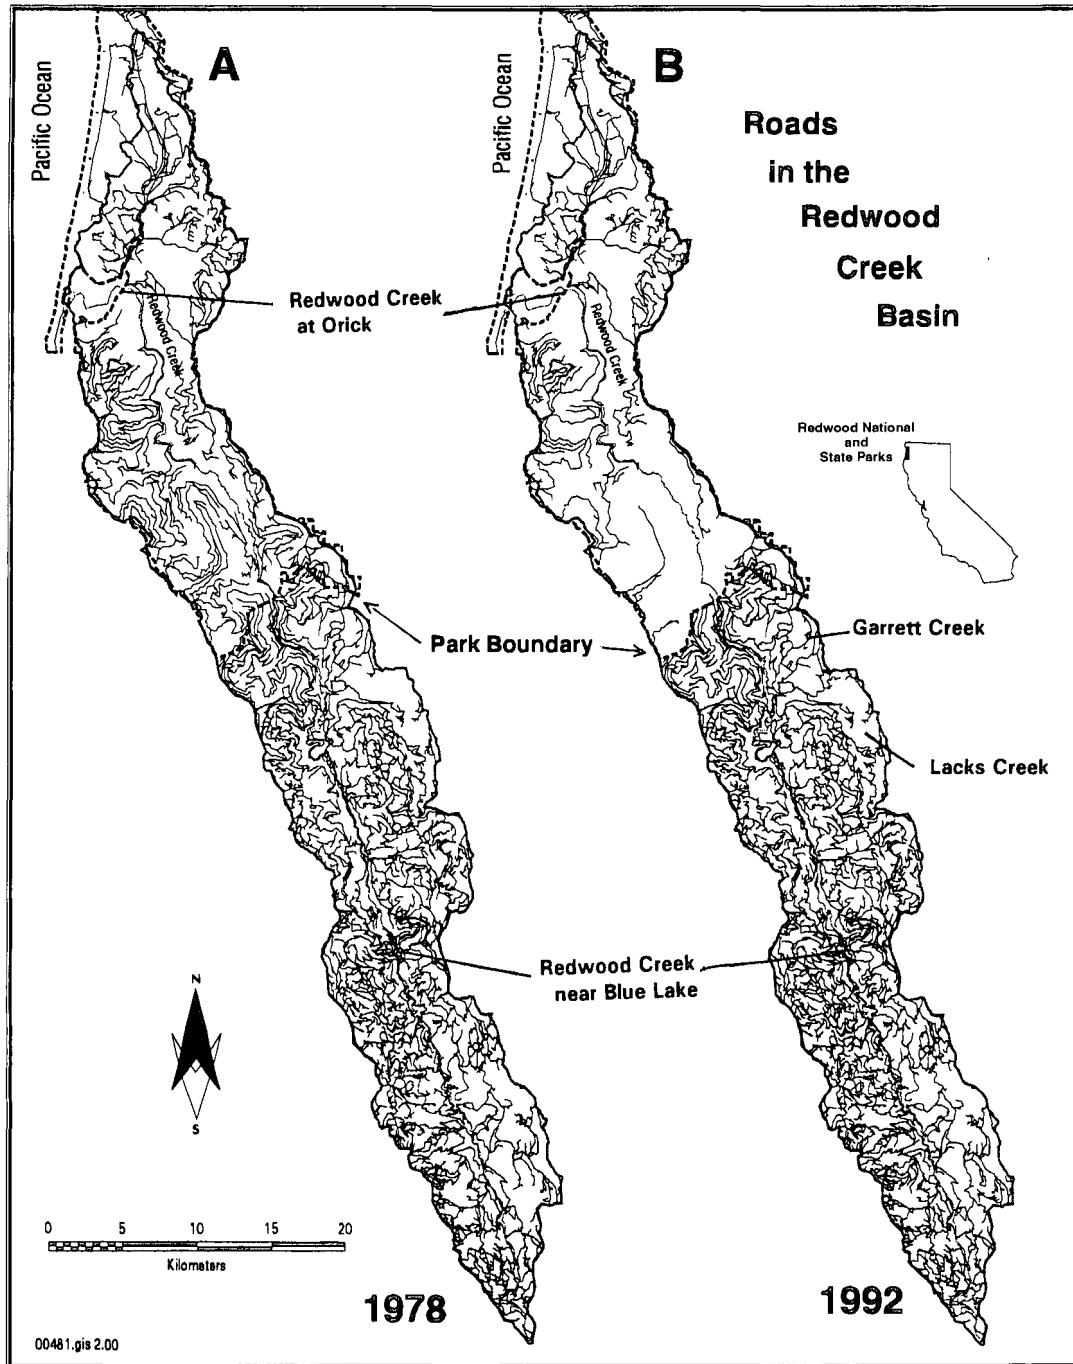 A
B
Pacific Ocean
Pacific Ocean
Roads
in the
Redwood
Creek
Basin
Redwood Creek
at Orick
Redwood Creek
Redwood Creek
Redwood National
and
State Parks
Park Boundary
Garrett Creek
Lacks Creek
Redwood Creek
near Blue Lake
N
S
0 5 10 15 20
Kilometers
1978
1992
00481.gis 2.00